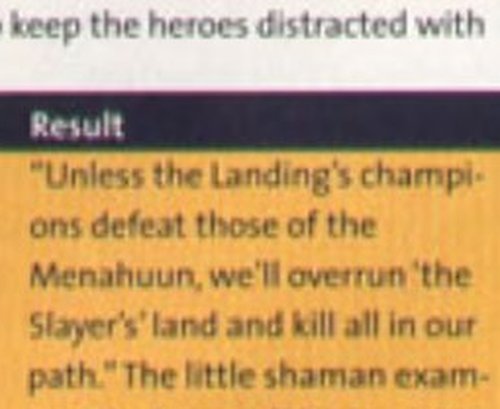 keep the heroes distracted with
Result
"Unless the Landing's champi-
ons defeat those of the
Menahuun, we'll overrun 'the
Slayer's' land and kill all in our
path." The little shaman exam-